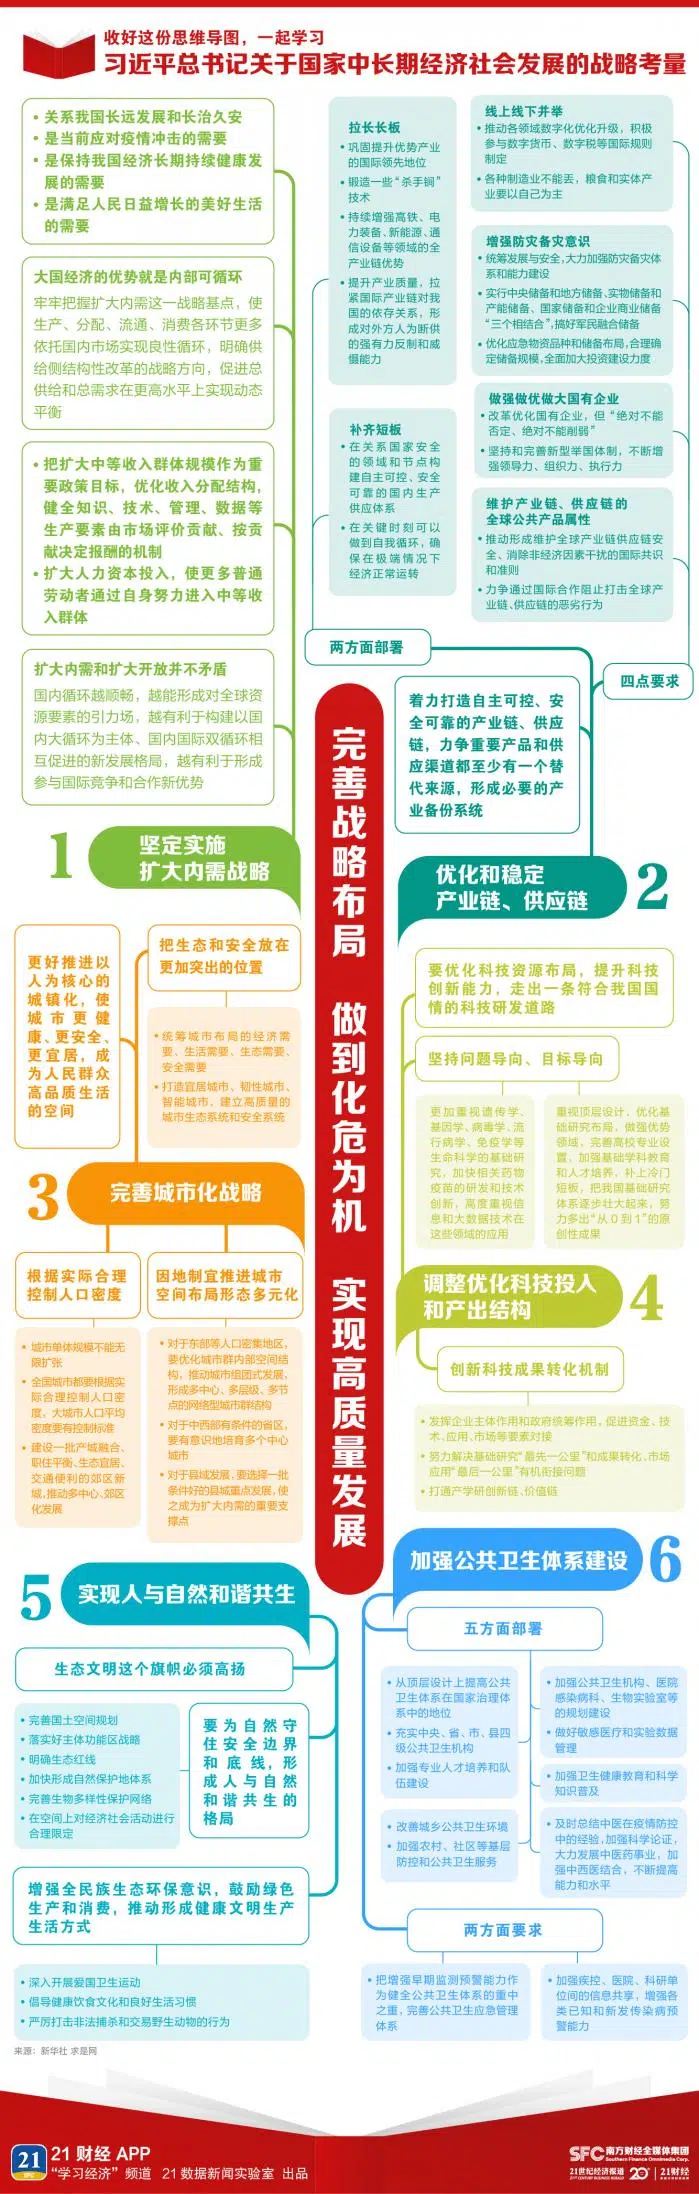 收好这份思维导图，一起学习
习近平总书记关于国家中长期经济社会发展的战略考量
• 关系我国长远发展和长治久安
• 是当前应对疫情冲击的需要
• 是保持我国经济长期持续健康发
展的需要
• 是满足人民日益增长的美好生活
的需要
大国经济的优势就是内部可循环
牢牢把握扩大内需这一战略基点，使
生产、分配、流通、消费各环节更多
依托国内市场实现良性循环，明确供
给侧结构性改革的战略方向，促进总
供给和总需求在更高水平上实现动态
平衡
• 把扩大中等收入群体规模作为重
要政策目标，优化收入分配结构，
健全知识、技术、管理、数据等
生产要素由市场评价贡献、按贡
献决定报酬的机制
• 扩大人力资本投入，使更多普通
劳动者通过自身努力进入中等收
入群体
扩大内需和扩大开放并不矛盾
国内循环越顺畅，越能形成对全球资
源要素的引力场，越有利于构建以国
内大循环为主体、国内国际双循环相
互促进的新发展格局，越有利于形成
参与国际竞争和合作新优势
1
坚定实施
扩大内需战略
拉长长板
• 巩固提升优势产业
的国际领先地位
• 锻造一些“杀手锏”
技术
• 持续增强高铁、电
力装备、新能源、通
信设备等领域的全
产业链优势
• 提升产业质量，拉
紧国际产业链对我
国的依存关系，形
成对外方人为断供
的强有力反制和威
慑能力
补齐短板
• 在关系国家安全
的领域和节点构
建自主可控、安全
可靠的国内生产
供应体系
• 在关键时刻可以
做到自我循环，确
保在极端情况下
经济正常运转
两方面部署
线上线下并举
• 推动各领域数字化优化升级，积极
参与数字货币、数字税等国际规则
制定
• 各种制造业不能丢，粮食和实体产
业要以自己为主
增强防灾备灾意识
• 统筹发展与安全，大力加强防灾备灾体
系和能力建设
• 实行中央储备和地方储备、实物储备和
产能储备、国家储备和企业商业储备
“三个相结合”，搞好军民融合储备
• 优化应急物资品种和储备布局，合理确
定储备规模，全面加大投资建设力度
做强做优做大国有企业
• 改革优化国有企业，但“绝对不能
否定、绝对不能削弱”
• 坚持和完善新型举国体制，不断增
强领导力、组织力、执行力
维护产业链、供应链的
全球公共产品属性
• 推动形成维护全球产业链供应链安
全、消除非经济因素干扰的国际共识
和准则
• 力争通过国际合作阻止打击全球产
业链、供应链的恶劣行为
四点要求
着力打造自主可控、安
全可靠的产业链、供应
链，力争重要产品和供
应渠道都至少有一个替
代来源，形成必要的产
业备份系统
优化和稳定
产业链、供应链
2
完善战略布局 做到化危为机 实现高质量发展
更好推进以
人为核心的
城镇化，使
城市更健
康、更安全、
更宜居，成
为人民群众
高品质生活
的空间
把生态和安全放在
更加突出的位置
• 统筹城市布局的经济需
要、生活需要、生态需要、
安全需要
• 打造宜居城市、韧性城市、
智能城市，建立高质量的
城市生态系统和安全系统
3
完善城市化战略
根据实际合理
控制人口密度
• 城市单体规模不能无
限扩张
• 全国城市都要根据实
际合理控制人口密
度，大城市人口平均
密度要有控制标准
• 建设一批产城融合、
职住平衡、生态宜居、
交通便利的郊区新
城，推动多中心、郊区
化发展
因地制宜推进城市
空间布局形态多元化
• 对于东部等人口密集地区，
要优化城市群内部空间结
构，推动城市组团式发展，
形成多中心、多层级、多节
点的网络型城市群结构
• 对于中西部有条件的省区，
要有意识地培育多个中心
城市
• 对于县域发展，要选择一批
条件好的县城重点发展，使
之成为扩大内需的重要支
撑点
要优化科技资源布局，提升科技
创新能力，走出一条符合我国国
情的科技研发道路
坚持问题导向、目标导向
更加重视遗传学、
基因学、病毒学、流
行病学、免疫学等
生命科学的基础研
究，加快相关药物
疫苗的研发和技术
创新，高度重视信
息和大数据技术在
这些领域的应用
重视顶层设计，优化基
础研究布局，做强优势
领域，完善高校专业设
置，加强基础学科教育
和人才培养，补上冷门
短板，把我国基础研究
体系逐步壮大起来，努
力多出“从0到1”的原
创性成果
调整优化科技投入
和产出结构
4
创新科技成果转化机制
• 发挥企业主体作用和政府统筹作用，促进资金、技
术、应用、市场等要素对接
• 努力解决基础研究“最先一公里”和成果转化、市场
应用“最后一公里”有机衔接问题
• 打通产学研创新链、价值链
5
实现人与自然和谐共生
生态文明这个旗帜必须高扬
• 完善国土空间规划
• 落实好主体功能区战略
• 明确生态红线
• 加快形成自然保护地体系
• 完善生物多样性保护网络
• 在空间上对经济社会活动进行
合理限定
要为自然守
住安全边界
和底线，形
成人与自然
和谐共生的
格局
增强全民族生态环保意识，鼓励绿色
生产和消费，推动形成健康文明生产
生活方式
• 深入开展爱国卫生运动
• 倡导健康饮食文化和良好生活习惯
• 严厉打击非法捕杀和交易野生动物的行为
加强公共卫生体系建设
6
五方面部署
• 从顶层设计上提高公共
卫生体系在国家治理体
系中的地位
• 充实中央、省、市、县四
级公共卫生机构
• 加强专业人才培养和队
伍建设
• 改善城乡公共卫生环境
• 加强农村、社区等基层
防控和公共卫生服务
• 加强公共卫生机构、医院
感染病科、生物实验室等
的规划建设
• 做好敏感医疗和实验数据
管理
• 加强卫生健康教育和科学
知识普及
• 及时总结中医在疫情防控
中的经验，加强科学论证，
大力发展中医药事业，加
强中西医结合，不断提高
能力和水平
两方面要求
• 把增强早期监测预警能力作
为健全公共卫生体系的重中
之重，完善公共卫生应急管理
体系
• 加强疾控、医院、科研单
位间的信息共享，增强各
类已知和新发传染病预
警能力
来源：新华社 求是网
21
SFC
21财经 APP
“学习经济” 频道 21数据新闻实验室 出品
SFC 南方财经全媒体集团
Southern Finance Omnimedia Corp.
21世纪经济报道 20 21财经